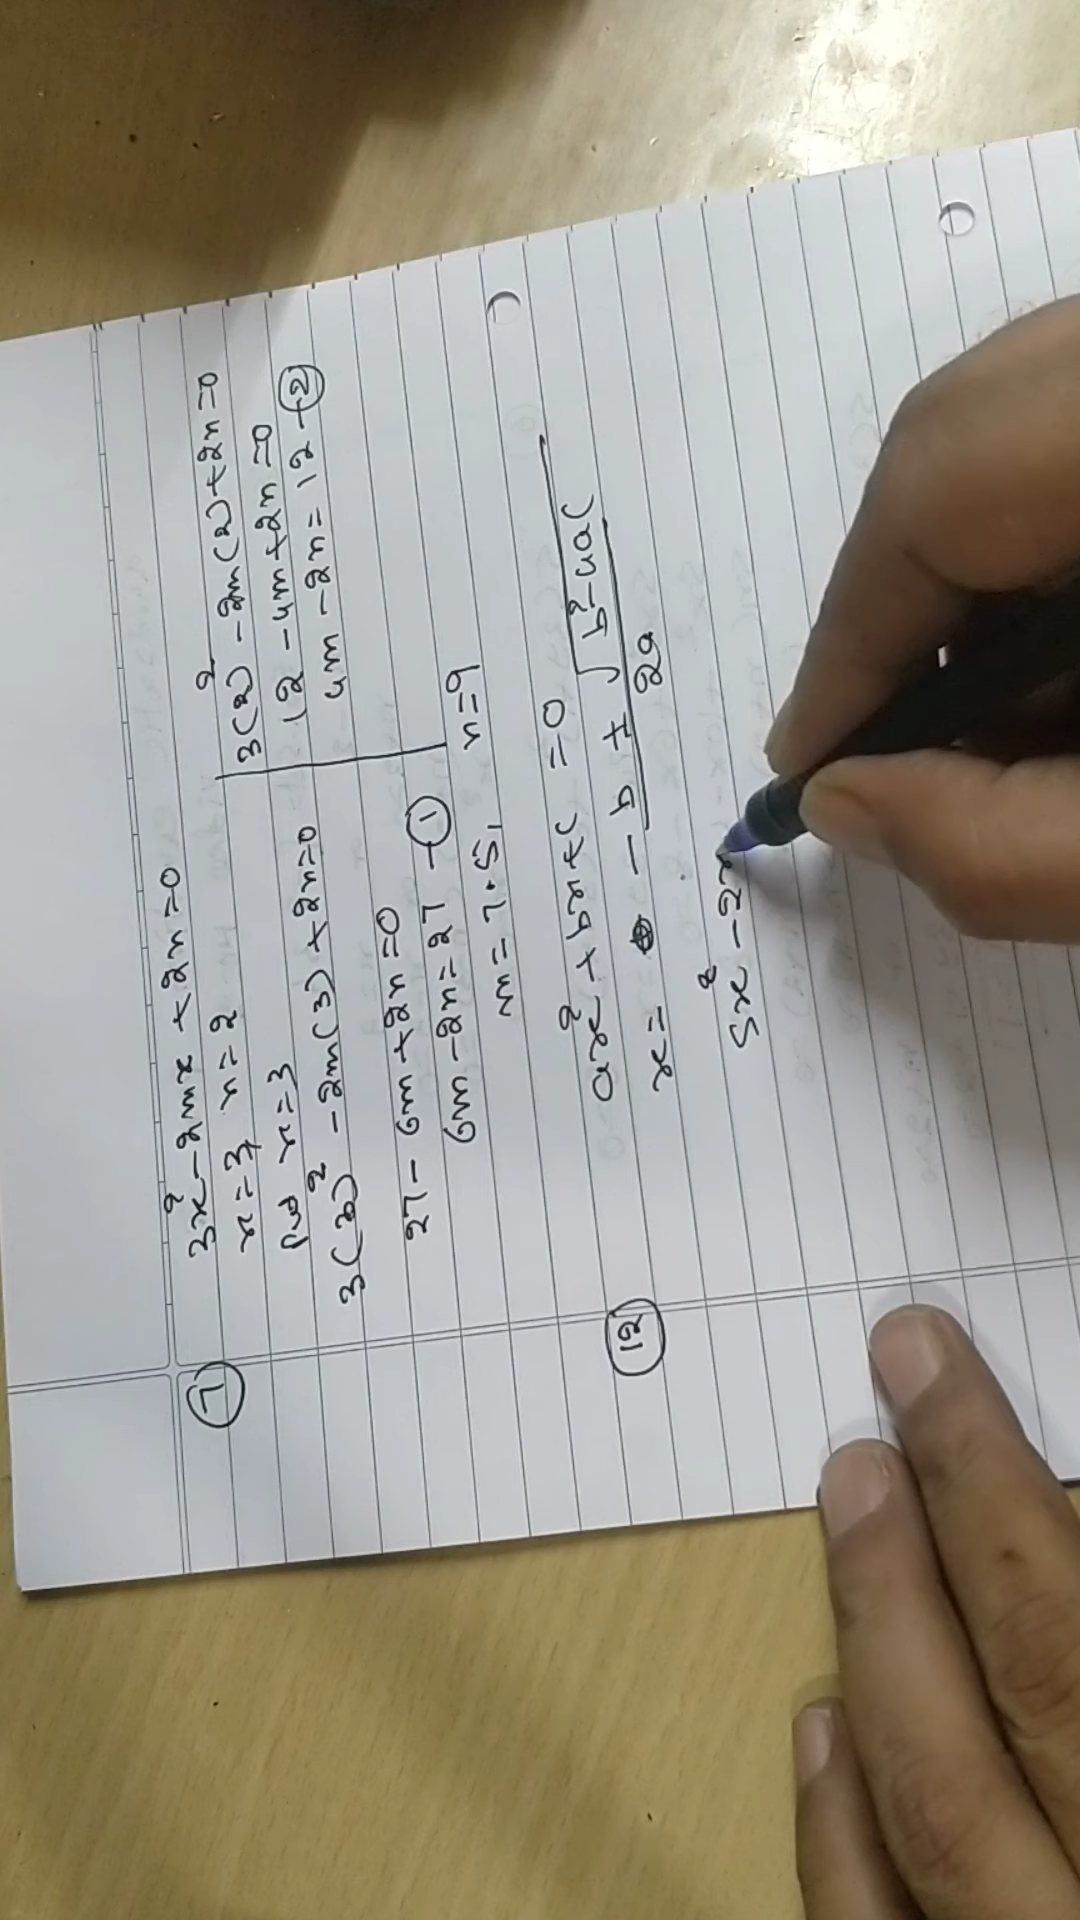 ⑦ 3x² - 2mx + 2n = 0
x = 3, x = 2
Put x = 3
3(3)² - 2m(3) + 2n = 0
27 - 6m + 2n = 0
6m - 2n = 27 - ①
3(2)² - 2m(2) + 2n = 0
12 - 4m + 2n = 0
4m - 2n = 12 - ②
m = 7.5, n = 9
⑫ ax² + bx + c = 0
x = - b ± √b² - 4ac
2a
5x² - 2x